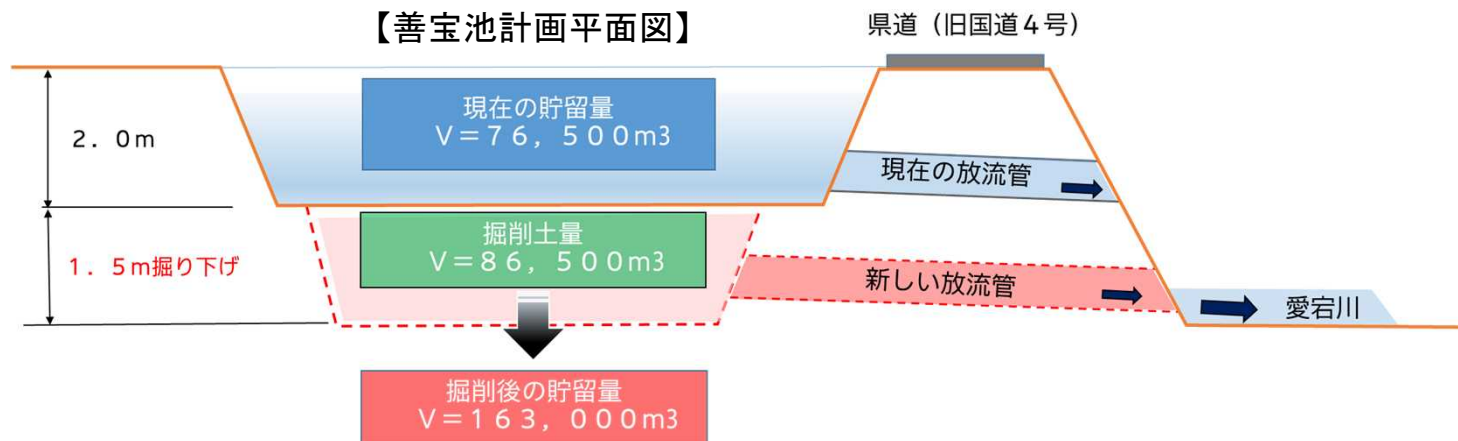 【善宝池計画平面図】
県道（旧国道４号）
２．０ｍ
現在の貯留量
Ｖ＝７６，５００m3
現在の放流管
１．５ｍ掘り下げ
掘削土量
Ｖ＝８６，５００m3
新しい放流管
愛宕川
掘削後の貯留量
Ｖ＝１６３，０００m3